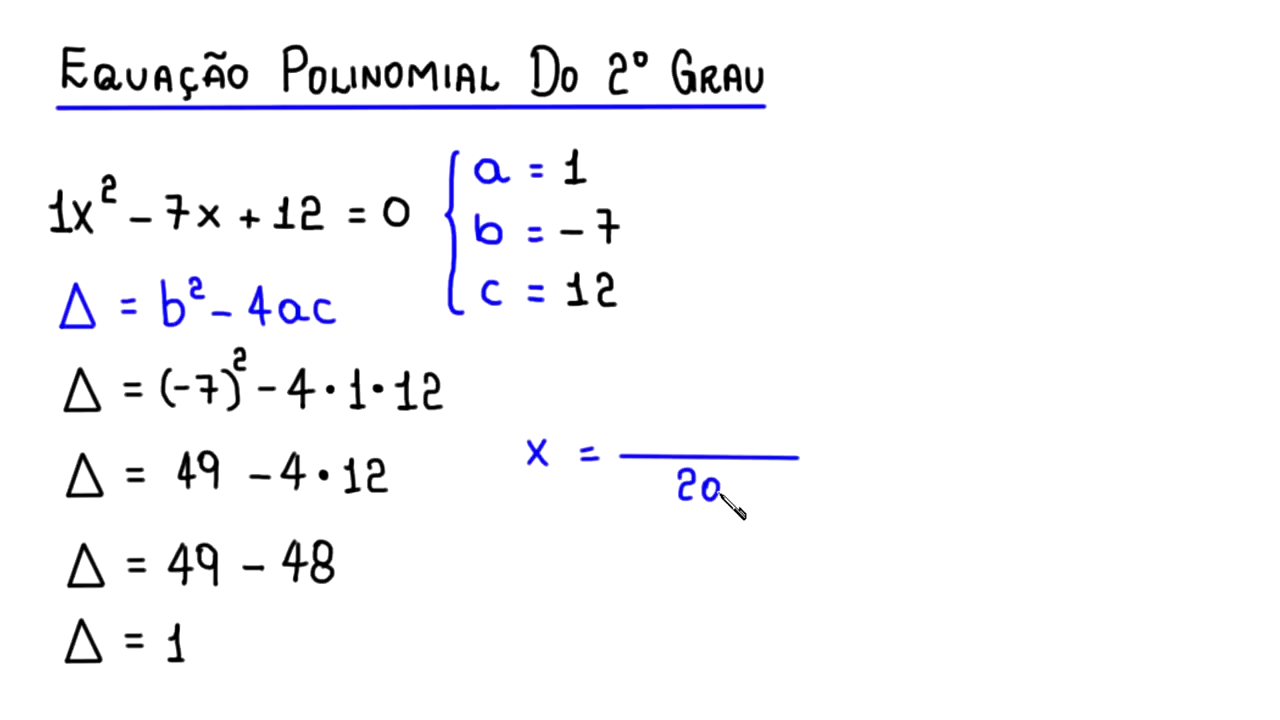 EQUAÇÃO POLINOMIAL DO 2º GRAU
1x² - 7x + 12 = 0
a = 1
b = - 7
c = 12
Δ = b² - 4ac
Δ = (-7)² - 4 · 1 · 12
Δ = 49 - 4 · 12
x =
2a
Δ = 49 - 48
Δ = 1